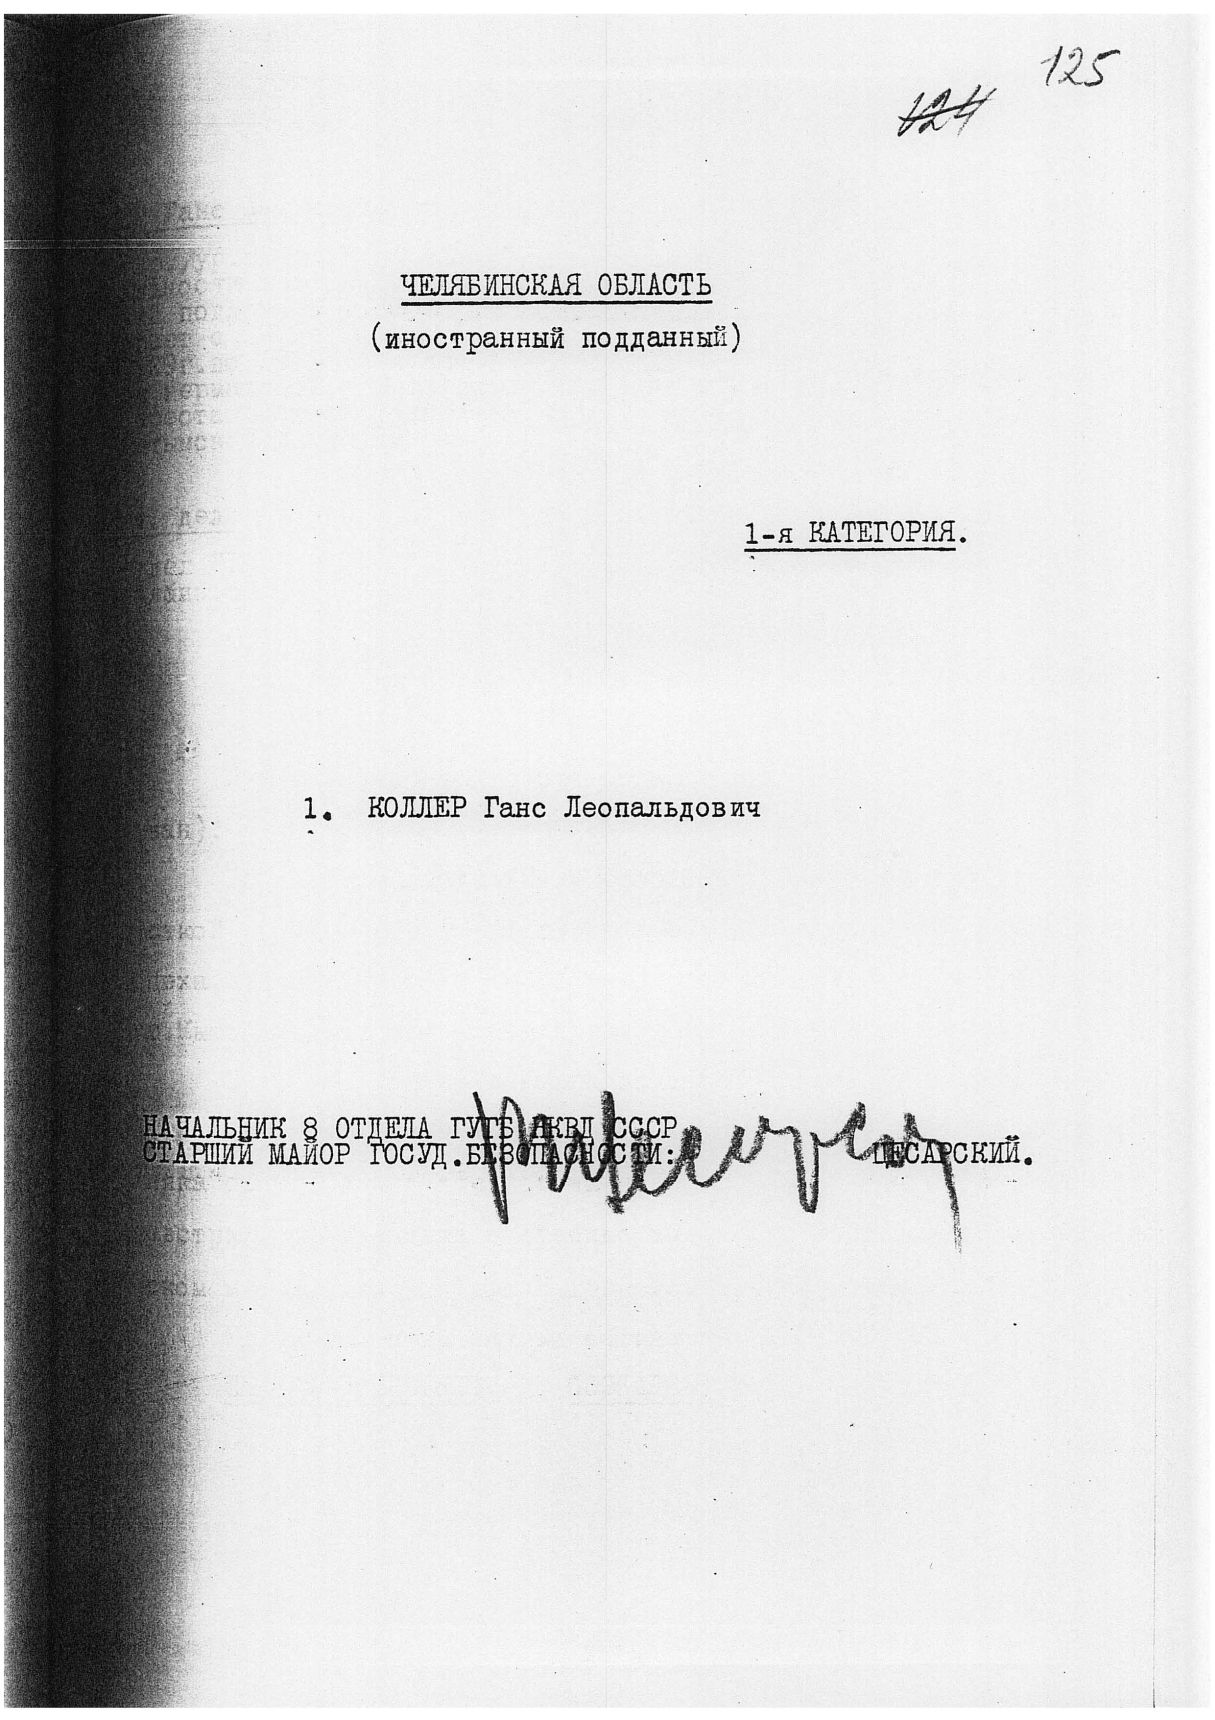 125
124
ЧЕЛЯБИНСКАЯ ОБЛАСТЬ
(иностранный подданный)
1-я КАТЕГОРИЯ.
1. КОЛЛЕР Ганс Леопальдович
НАЧАЛЬНИК 8 ОТДЕЛА ГУГБ НКВД СССР
СТАРШИЙ МАЙОР ГОСУД.БЕЗОПАСНОСТИ: ЦЕСАРСКИЙ.